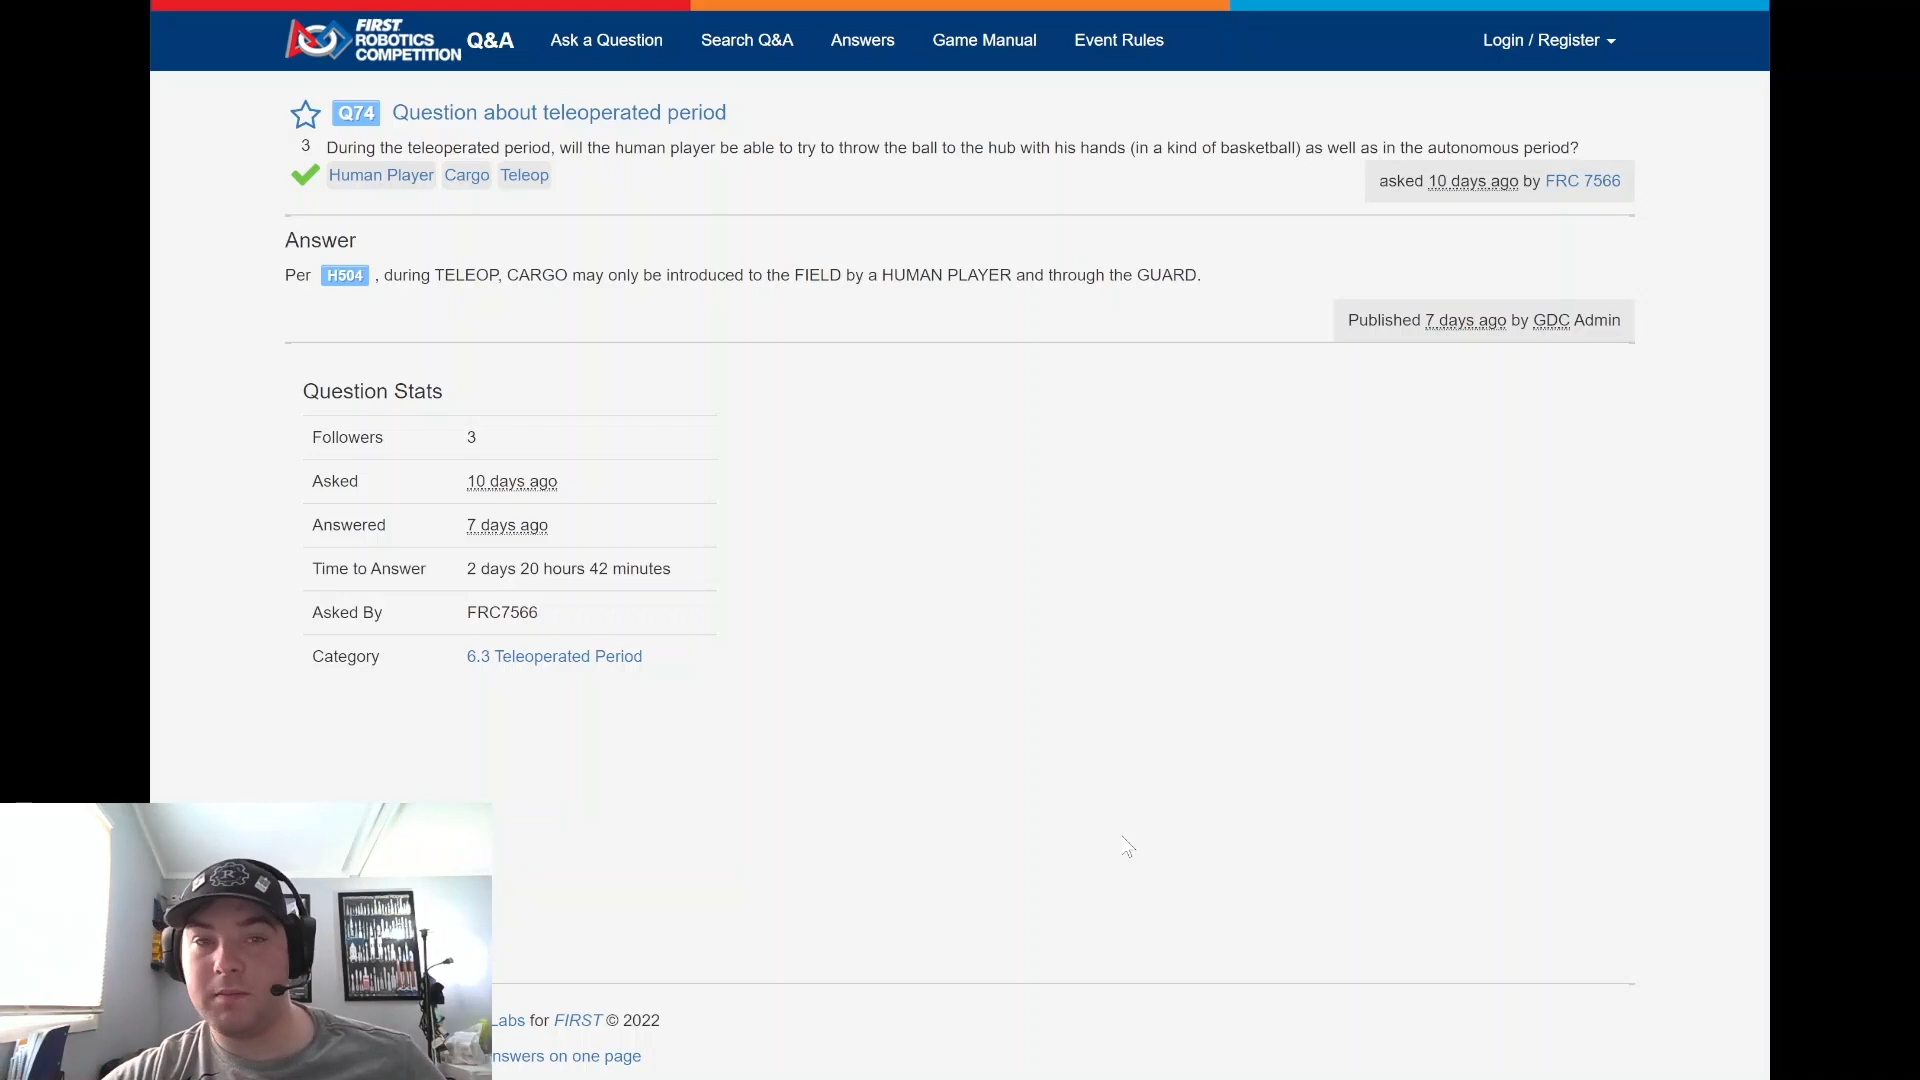 FIRST
ROBOTICS
COMPETITION
Q&A
Ask a Question
Search Q&A
Answers
Game Manual
Event Rules
Login / Register
Q74 Question about teleoperated period
3
During the teleoperated period, will the human player be able to try to throw the ball to the hub with his hands (in a kind of basketball) as well as in the autonomous period?
Human Player Cargo Teleop
asked 10 days ago by FRC 7566
Answer
Per H504 , during TELEOP, CARGO may only be introduced to the FIELD by a HUMAN PLAYER and through the GUARD.
Published 7 days ago by GDC Admin
Question Stats
Followers 3
Asked 10 days ago
Answered 7 days ago
Time to Answer 2 days 20 hours 42 minutes
Asked By FRC7566
Category 6.3 Teleoperated Period
R
Labs for FIRST © 2022
nswers on one page